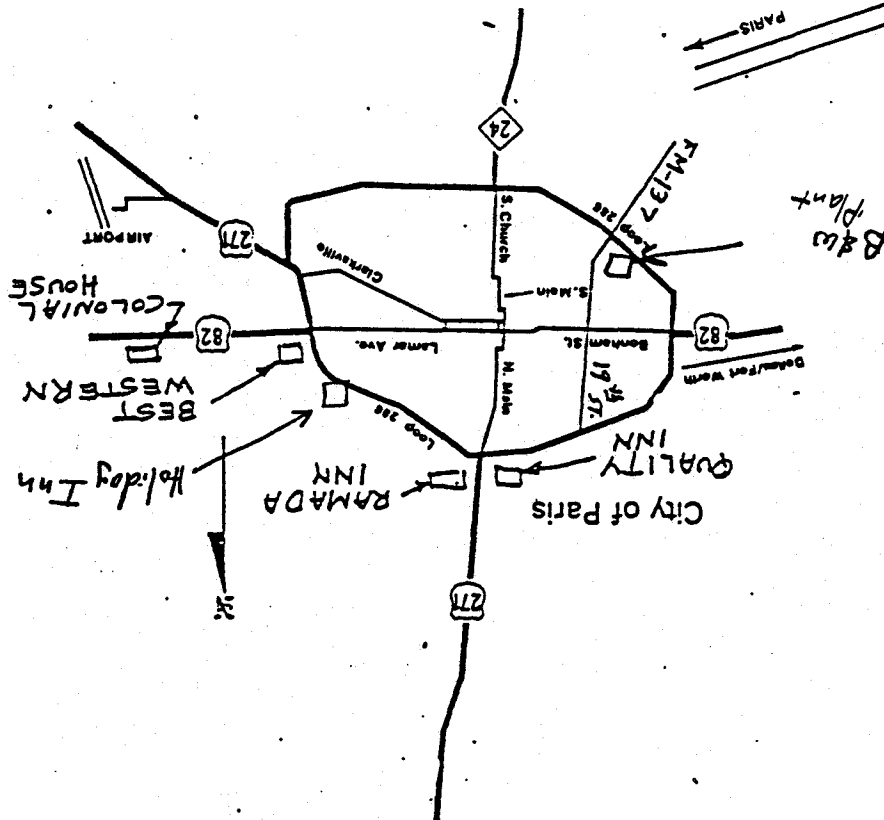 271
City of Paris
QUALITY
INN
RAMADA
INN
Holiday Inn
N. Main
Loop 286
19th ST.
BEST
WESTERN
Dallas/Fort Worth
82
Bonham St.
Lamar Ave.
82
COLONIAL
HOUSE
S. Main
Clarksville
B&W
Plant
Loop 286
FM-137
S. Church
271
AIRPORT
24
PARIS